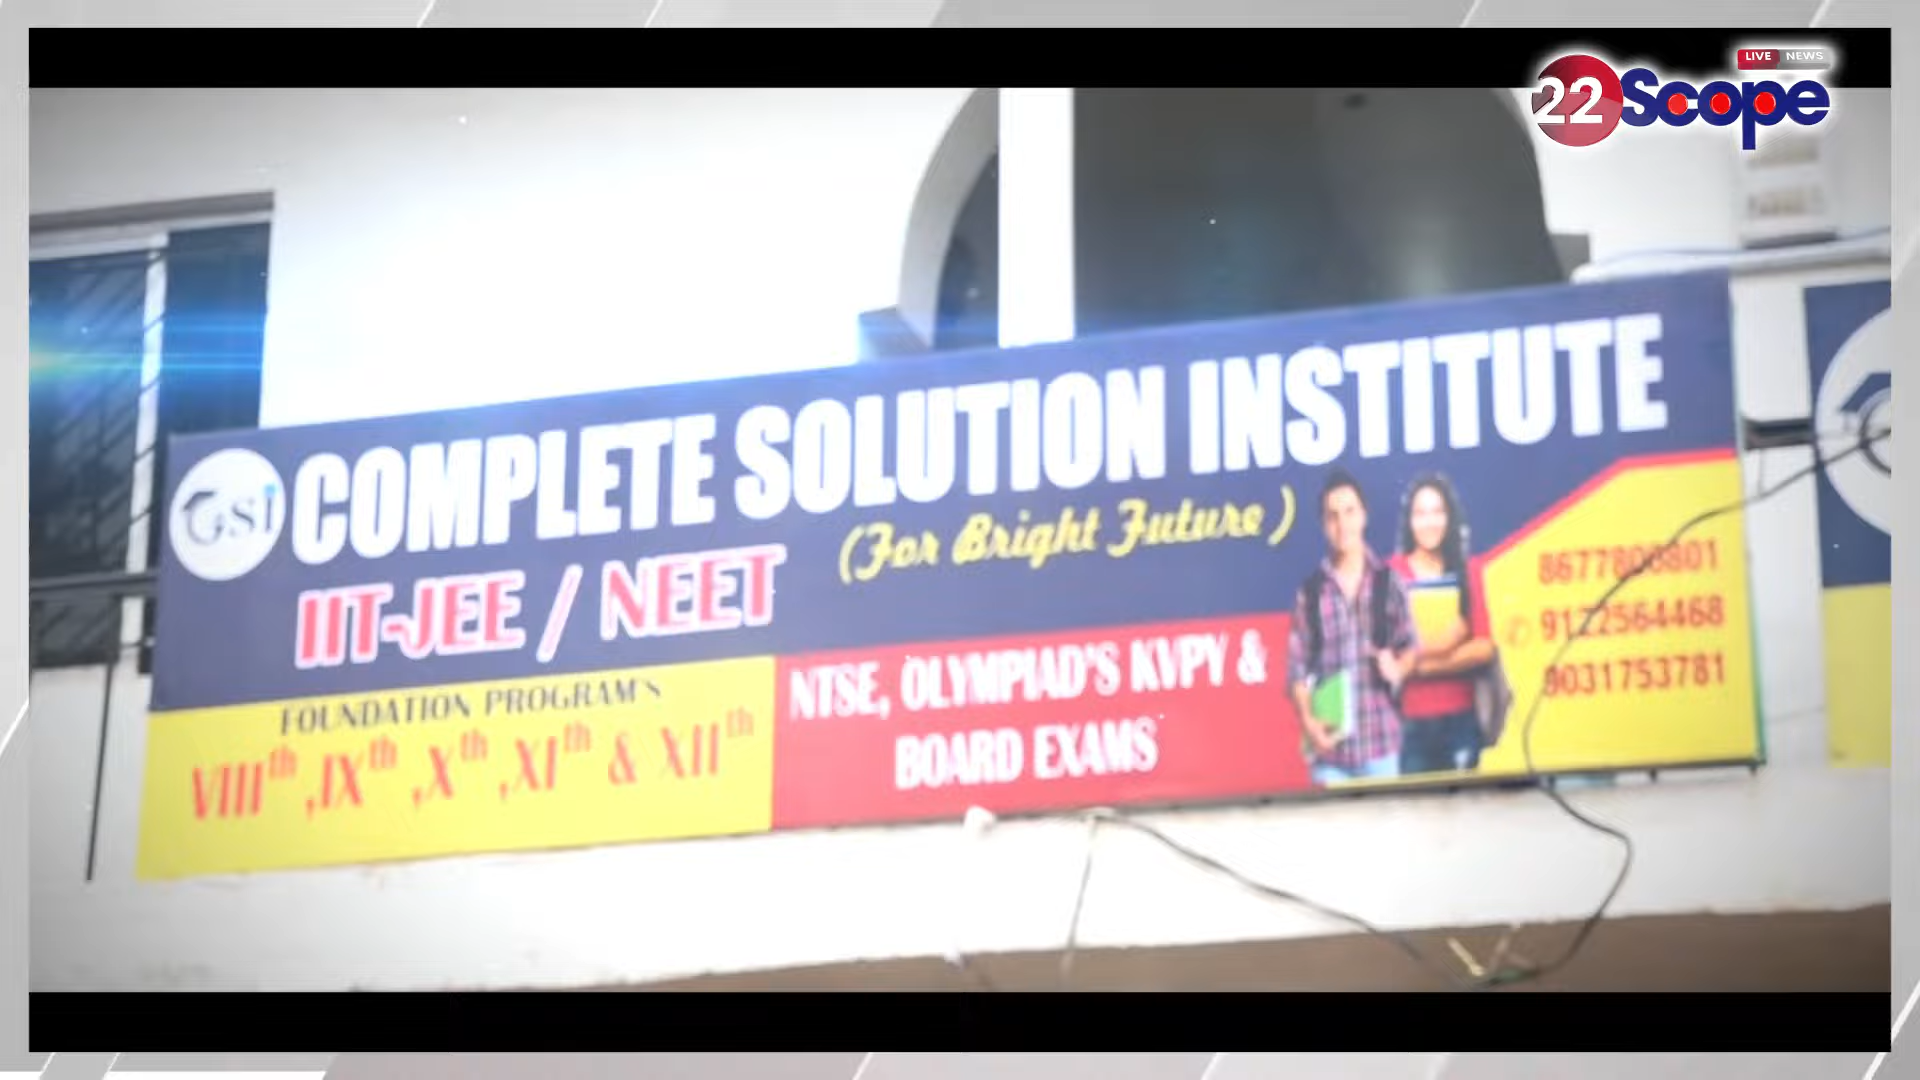 LIVE NEWS
22Scope
CSI COMPLETE SOLUTION INSTITUTE
(For Bright Future)
IIT-JEE / NEET
FOUNDATION PROGRAM'S
VIIIth ,IXth ,Xth ,XIth & XIIth
NTSE, OLYMPIAD'S KVPY &
BOARD EXAMS
8677800801
9122564468
9031753781